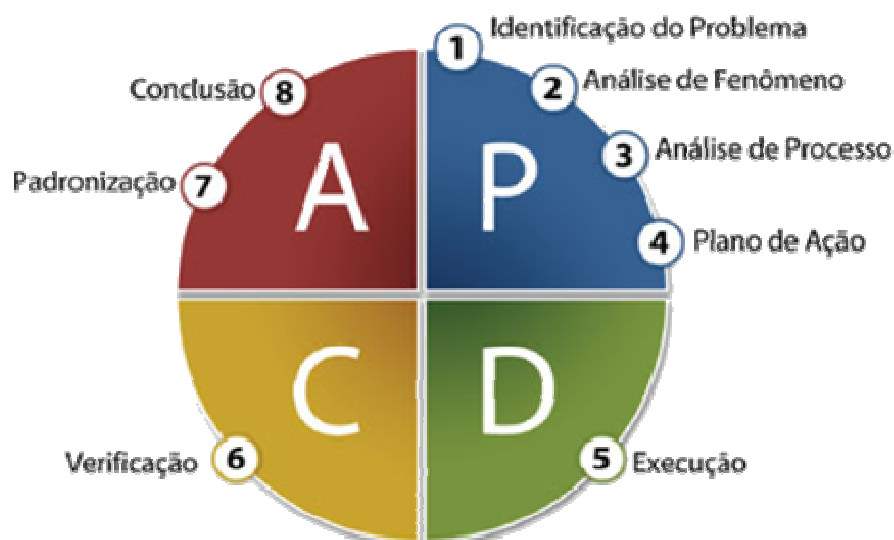 1 Identificação do Problema
2 Análise de Fenômeno
3 Análise de Processo
4 Plano de Ação
5 Execução
6 Verificação
7 Padronização
8 Conclusão
A P
C D